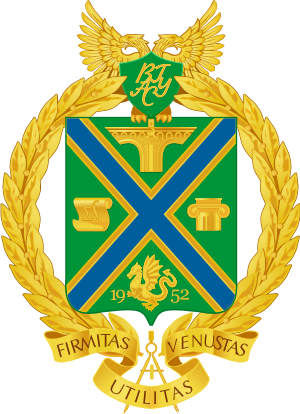 ВГ
АСУ
19 52
FIRMITAS
UTILITAS
VENUSTAS